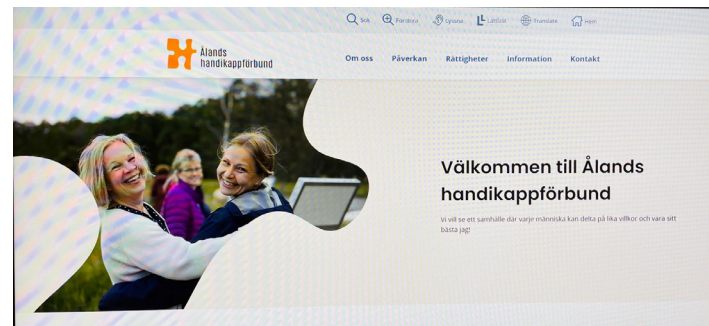 Sök Förstora Lyssna Lättläst Translate Hem
Ålands
handikappförbund
Om oss Påverkan Rättigheter Information Kontakt
Välkommen till Ålands
handikappförbund
Vi vill se ett samhälle där varje människa kan delta på lika villkor och vara sitt
bästa jag!